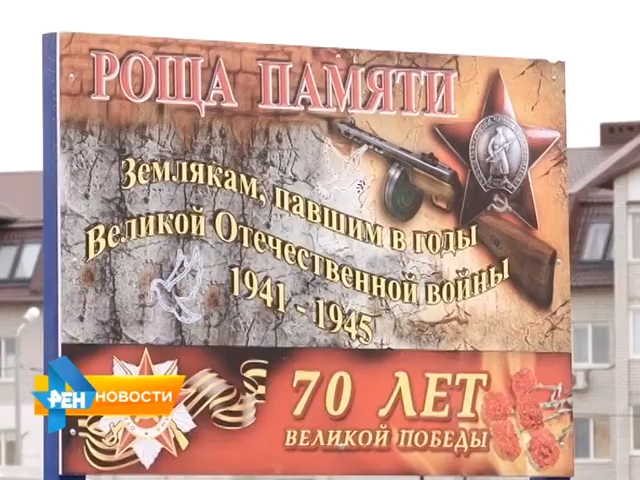 РОЩА ПАМЯТИ
Землякам, павшим в годы
Великой Отечественной войны
1941 - 1945
70 ЛЕТ
ВЕЛИКОЙ ПОБЕДЫ
РЕН НОВОСТИ